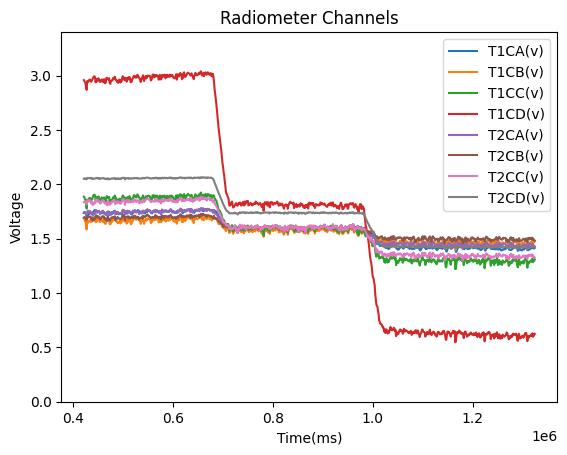 Radiometer Channels
T1CA(v)
T1CB(v)
T1CC(v)
T1CD(v)
T2CA(v)
T2CB(v)
T2CC(v)
T2CD(v)
Voltage
3.0
2.5
2.0
1.5
1.0
0.5
0.0
0.4 0.6 0.8 1.0 1.2
1e6
Time(ms)